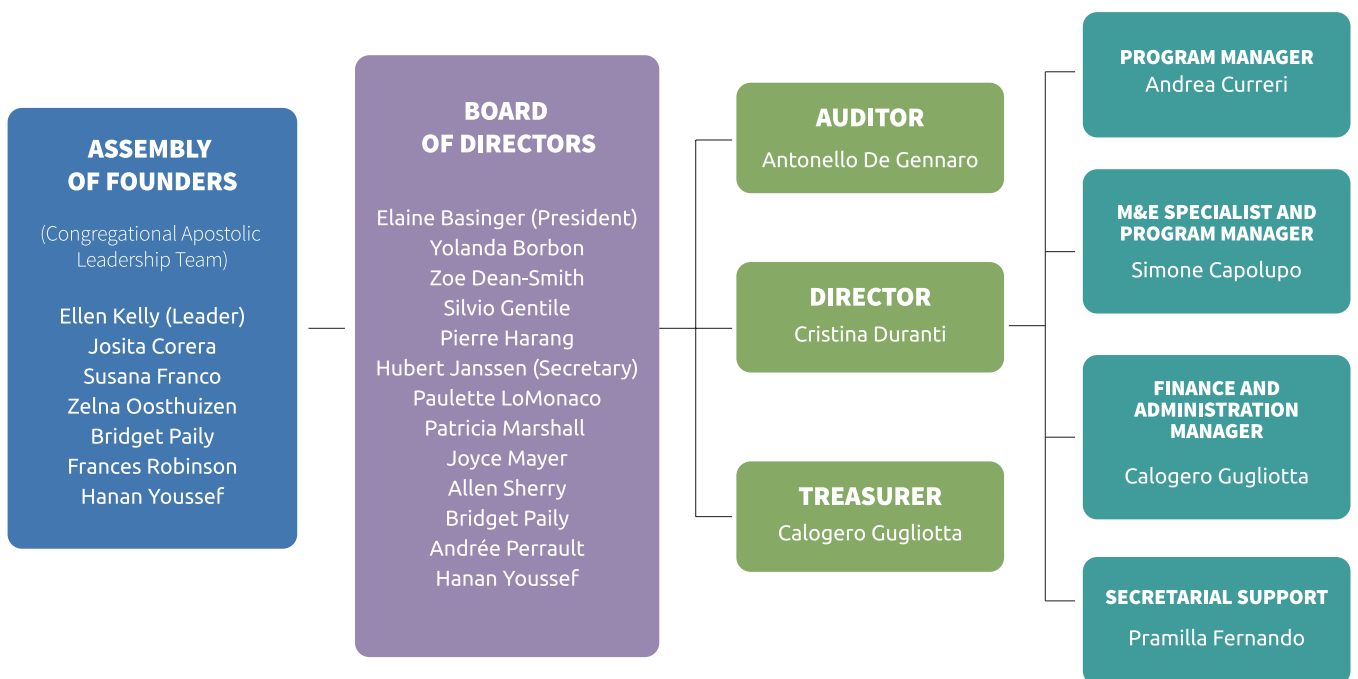 ASSEMBLY
OF FOUNDERS
(Congregational Apostolic
Leadership Team)
Ellen Kelly (Leader)
Josita Corera
Susana Franco
Zelna Oosthuizen
Bridget Paily
Frances Robinson
Hanan Youssef
BOARD
OF DIRECTORS
Elaine Basinger (President)
Yolanda Borbon
Zoe Dean-Smith
Silvio Gentile
Pierre Harang
Hubert Janssen (Secretary)
Paulette LoMonaco
Patricia Marshall
Joyce Mayer
Allen Sherry
Bridget Paily
Andrée Perrault
Hanan Youssef
AUDITOR
Antonello De Gennaro
DIRECTOR
Cristina Duranti
TREASURER
Calogero Gugliotta
PROGRAM MANAGER
Andrea Curreri
M&E SPECIALIST AND
PROGRAM MANAGER
Simone Capolupo
FINANCE AND
ADMINISTRATION
MANAGER
Calogero Gugliotta
SECRETARIAL SUPPORT
Pramilla Fernando